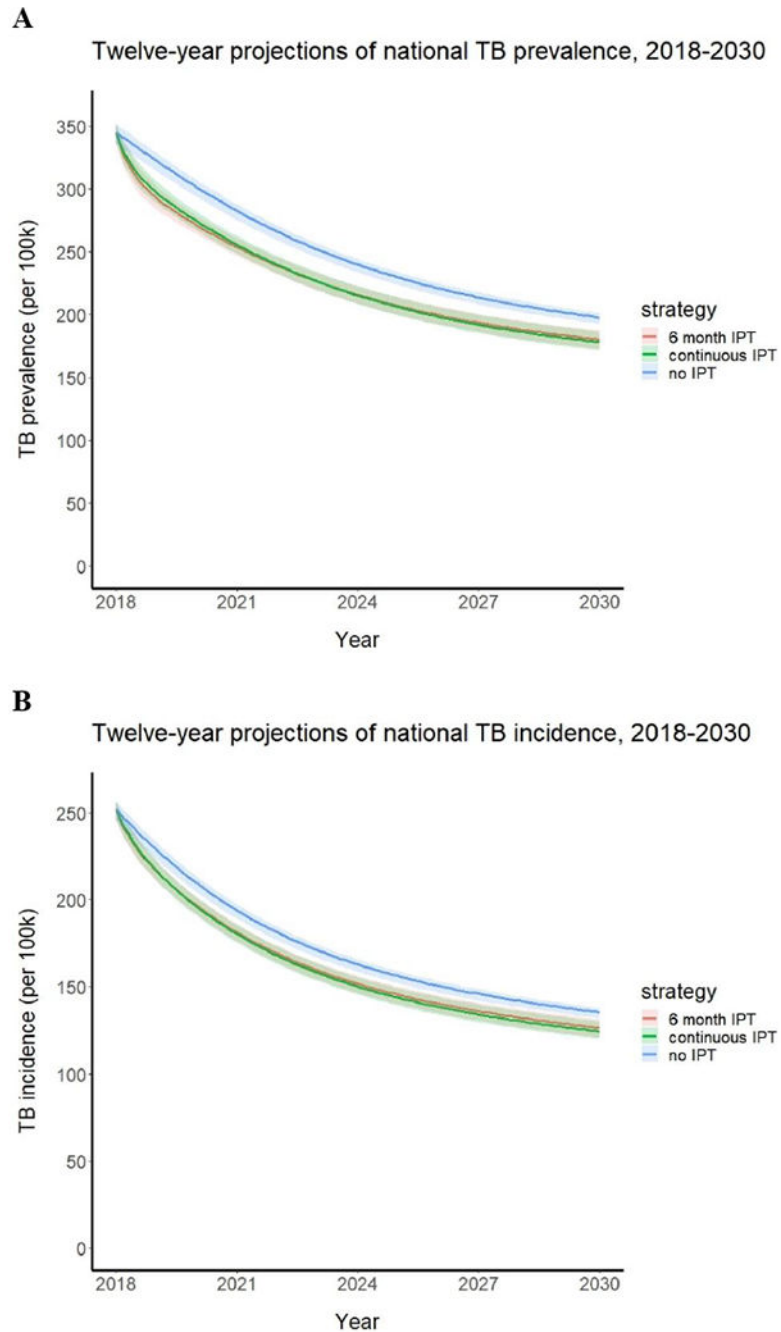 A
Twelve-year projections of national TB prevalence, 2018-2030
350
300
250
200
150
100
50
0
TB prevalence (per 100k)
2018 2021 2024 2027 2030
Year
strategy
6 month IPT
continuous IPT
no IPT
B
Twelve-year projections of national TB incidence, 2018-2030
250
200
150
100
50
0
TB incidence (per 100k)
2018 2021 2024 2027 2030
Year
strategy
6 month IPT
continuous IPT
no IPT